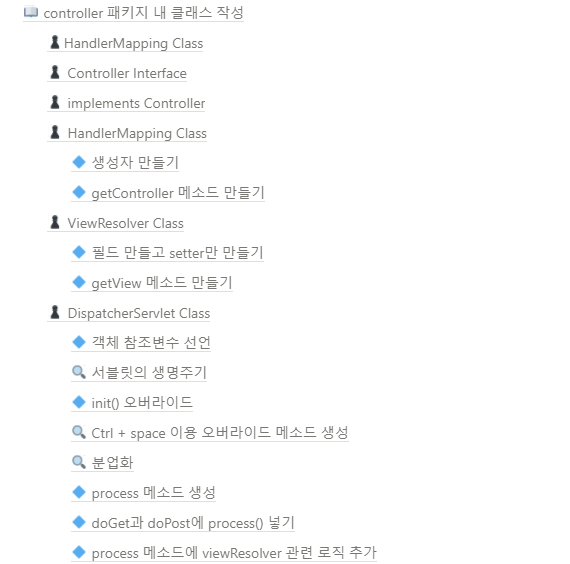 controller 패키지 내 클래스 작성
HandlerMapping Class
Controller Interface
implements Controller
HandlerMapping Class
생성자 만들기
getController 메소드 만들기
ViewResolver Class
필드 만들고 setter만 만들기
getView 메소드 만들기
DispatcherServlet Class
객체 참조변수 선언
서블릿의 생명주기
init() 오버라이드
Ctrl + space 이용 오버라이드 메소드 생성
분업화
process 메소드 생성
doGet과 doPost에 process() 넣기
process 메소드에 viewResolver 관련 로직 추가